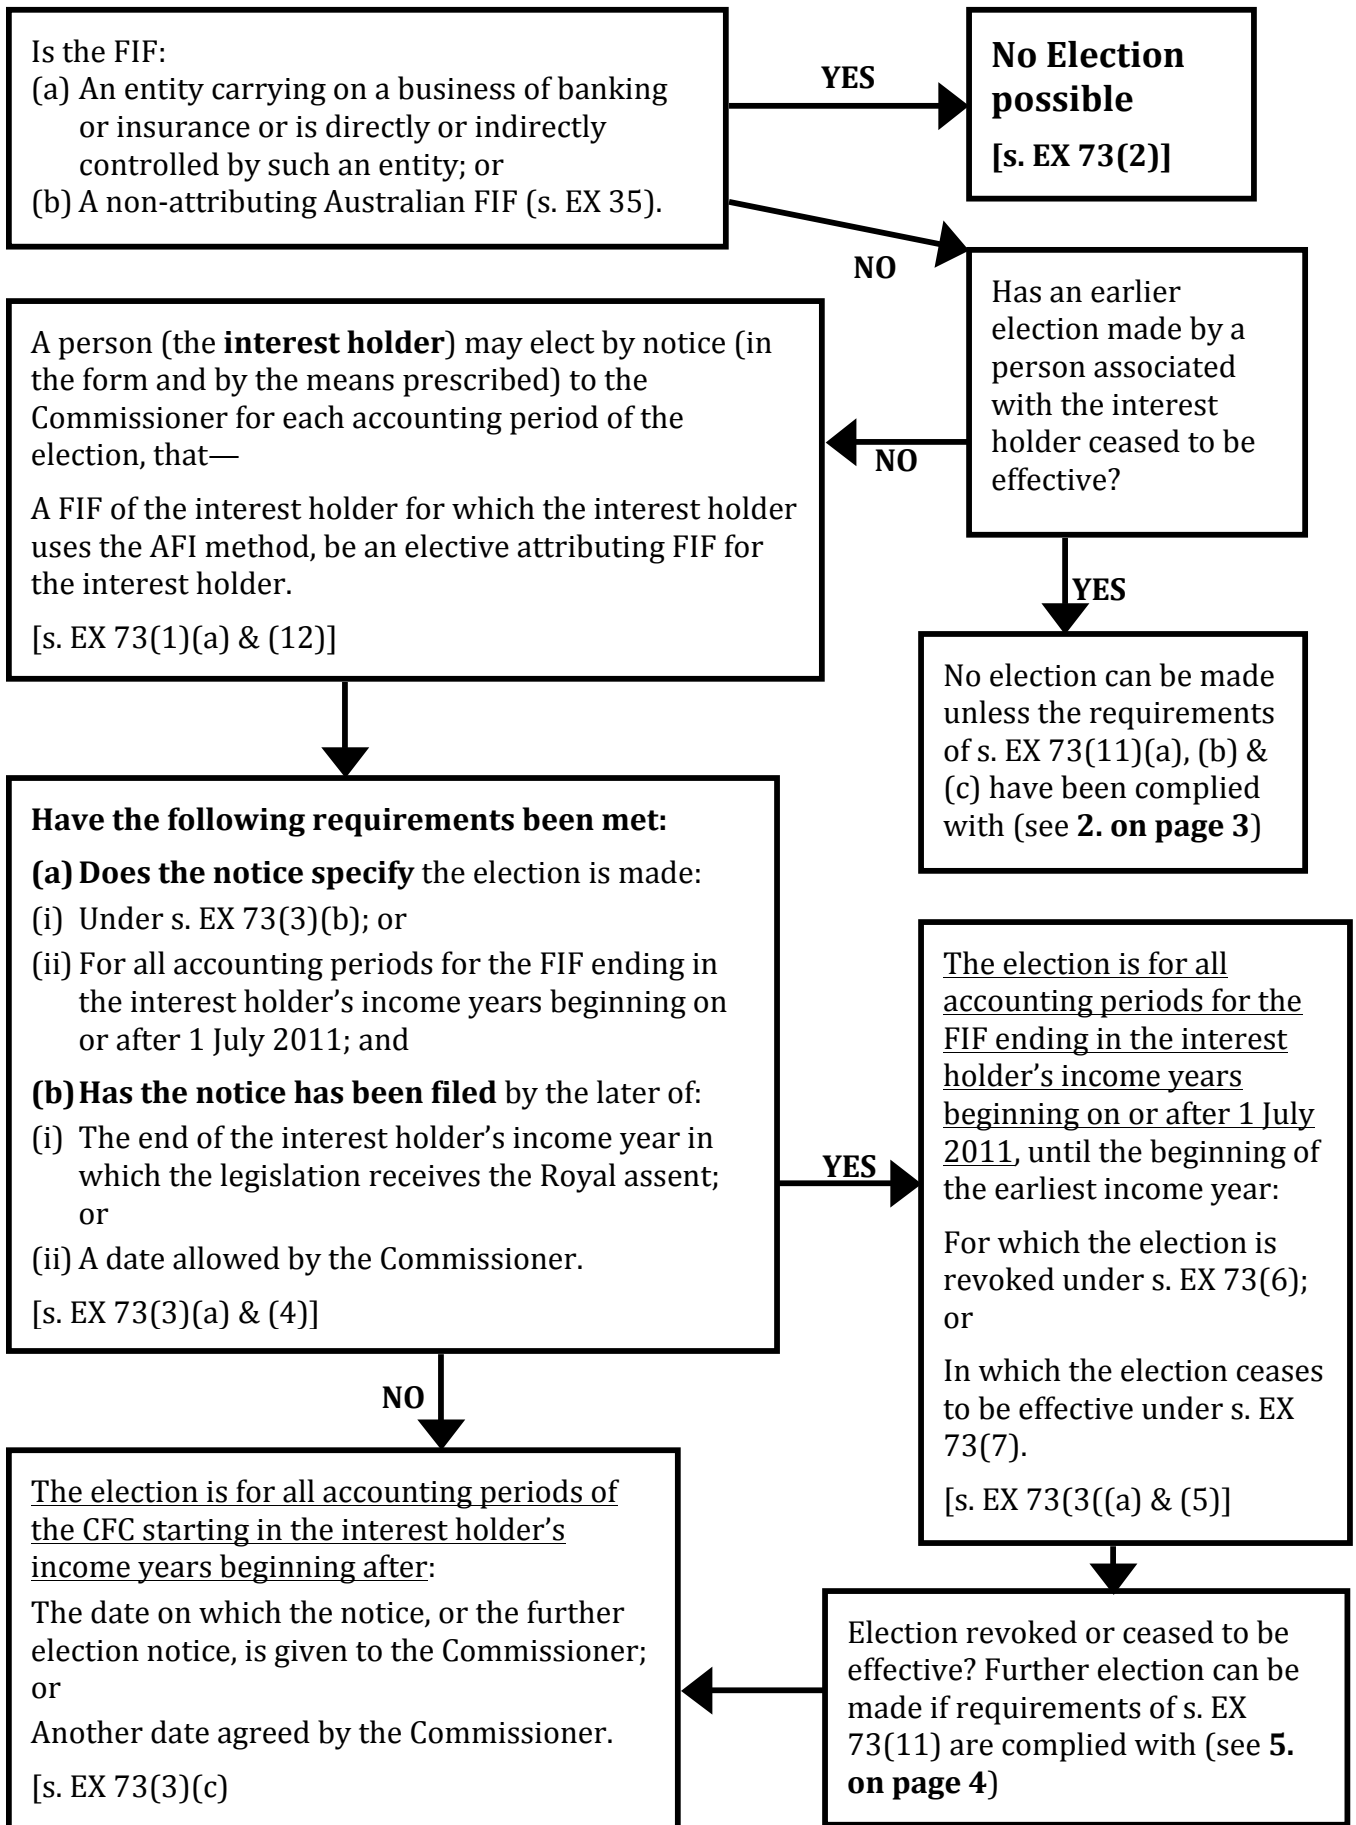 Is the FIF:
(a) An entity carrying on a business of banking
or insurance or is directly or indirectly
controlled by such an entity; or
(b) A non-attributing Australian FIF (s. EX 35).
YES
No Election
possible
[s. EX 73(2)]
NO
Has an earlier
election made by a
person associated
with the interest
holder ceased to be
effective?
NO
A person (the interest holder) may elect by notice (in
the form and by the means prescribed) to the
Commissioner for each accounting period of the
election, that—
A FIF of the interest holder for which the interest holder
uses the AFI method, be an elective attributing FIF for
the interest holder.
[s. EX 73(1)(a) & (12)]
YES
No election can be made
unless the requirements
of s. EX 73(11)(a), (b) &
(c) have been complied
with (see 2. on page 3)
Have the following requirements been met:
(a) Does the notice specify the election is made:
(i) Under s. EX 73(3)(b); or
(ii) For all accounting periods for the FIF ending in
the interest holder’s income years beginning on
or after 1 July 2011; and
(b) Has the notice has been filed by the later of:
(i) The end of the interest holder’s income year in
which the legislation receives the Royal assent;
or
(ii) A date allowed by the Commissioner.
[s. EX 73(3)(a) & (4)]
YES
The election is for all
accounting periods for the
FIF ending in the interest
holder’s income years
beginning on or after 1 July
2011, until the beginning of
the earliest income year:
For which the election is
revoked under s. EX 73(6);
or
In which the election ceases
to be effective under s. EX
73(7).
[s. EX 73(3((a) & (5)]
NO
The election is for all accounting periods of
the CFC starting in the interest holder’s
income years beginning after:
The date on which the notice, or the further
election notice, is given to the Commissioner;
or
Another date agreed by the Commissioner.
[s. EX 73(3)(c)
Election revoked or ceased to be
effective? Further election can be
made if requirements of s. EX
73(11) are complied with (see 5.
on page 4)